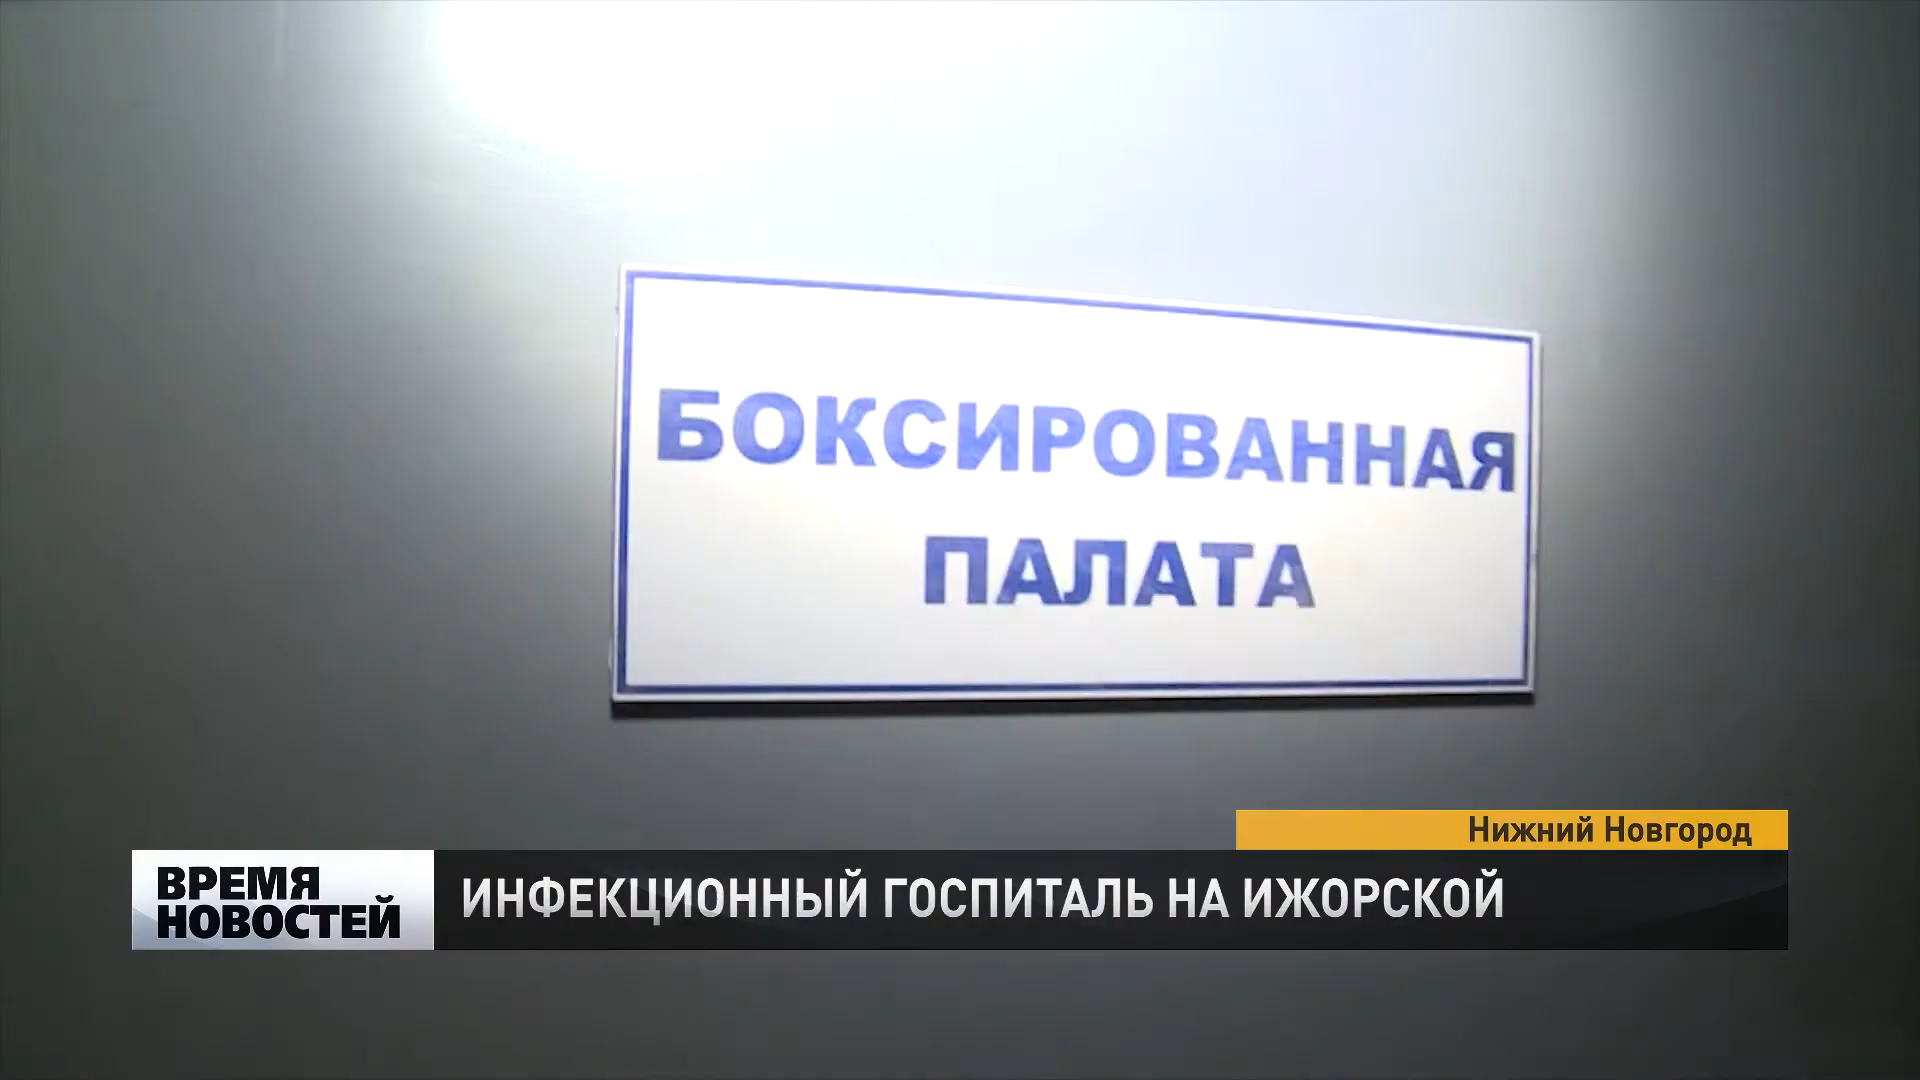 БОКСИРОВАННАЯ
ПАЛАТА
Нижний Новгород
ВРЕМЯ
НОВОСТЕЙ
ИНФЕКЦИОННЫЙ ГОСПИТАЛЬ НА ИЖОРСКОЙ